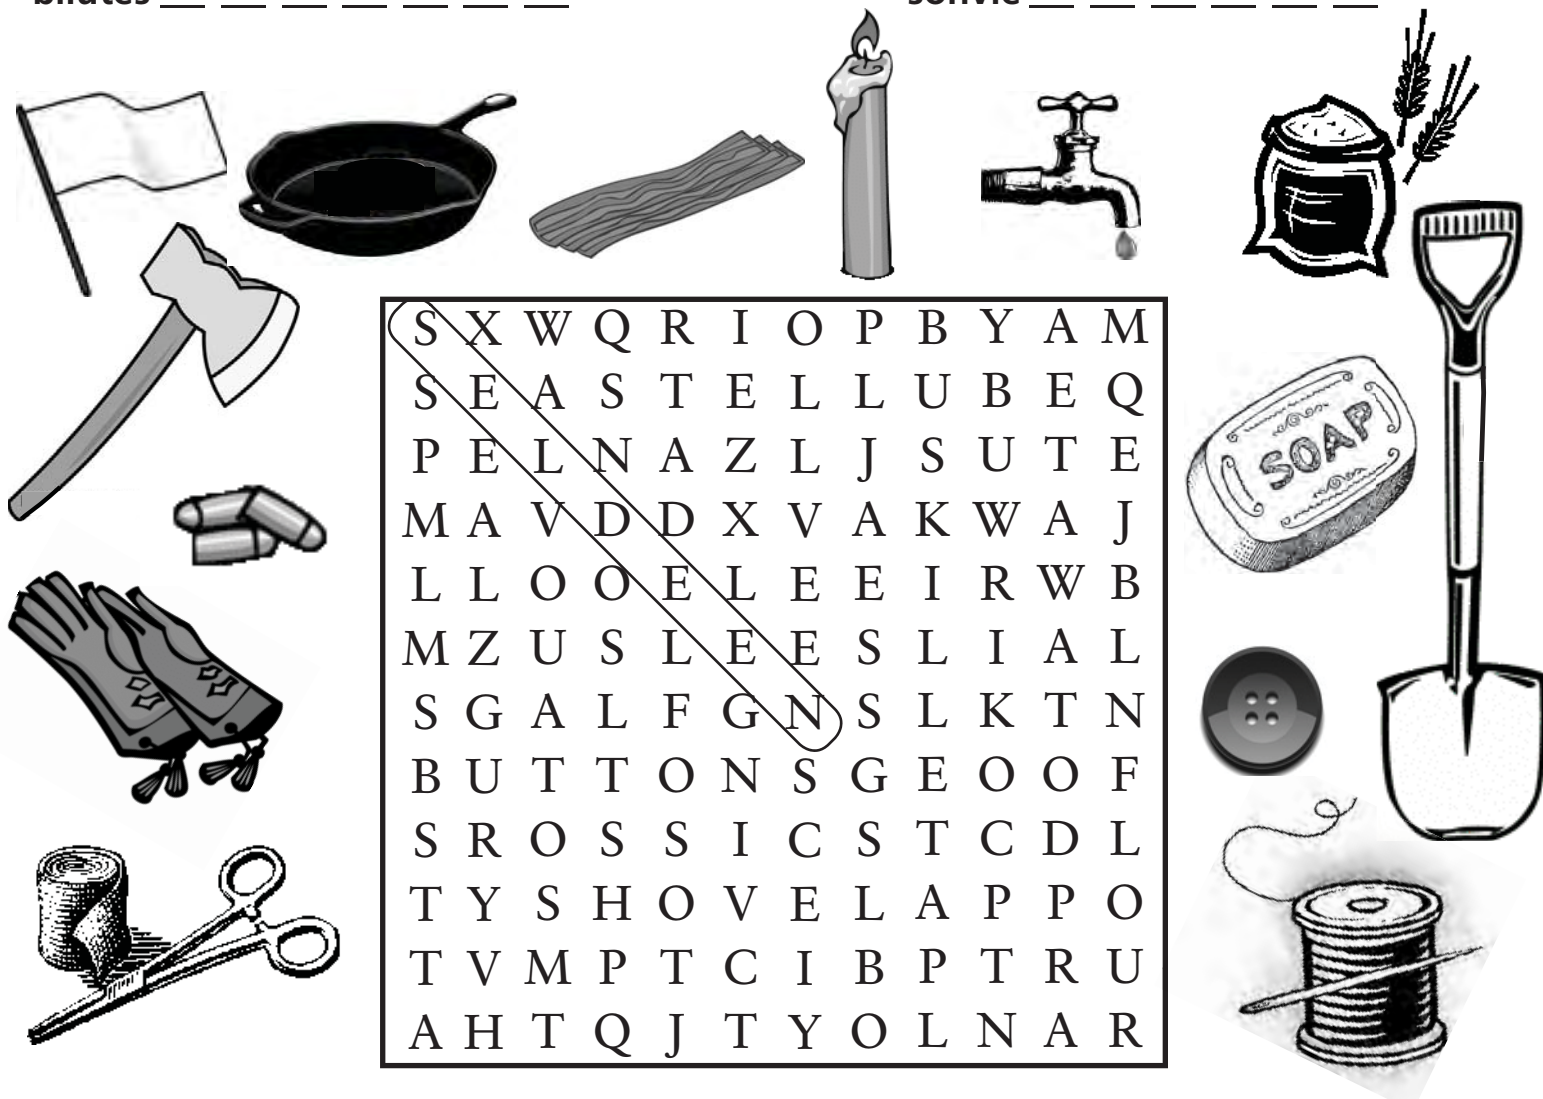 S X W Q R I O P B Y A M
S E A S T E L L U B E Q
P E L N A Z L J S U T E
M A V D D X V A K W A J
L L O O E L E E I R W B
M Z U S L E E S L I A L
S G A L F G N S L K T N
B U T T O N S G E O O F
S R O S S I C S T C D L
T Y S H O V E L A P P O
T V M P T C I B P T R U
A H T Q J T Y O L N A R
SOAP